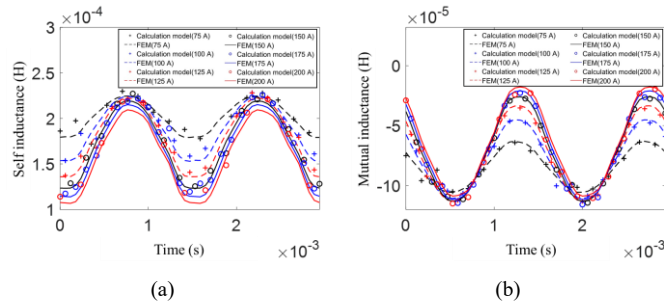 ×10⁻⁴
3
2.5
2
1.5
1
Self inductance (H)
0
1
2
Time (s)
×10⁻³
Calculation model(75 A)
FEM(75 A)
Calculation model(100 A)
FEM(100 A)
Calculation model(125 A)
FEM(125 A)
Calculation model(150 A)
FEM(150 A)
Calculation model(175 A)
FEM(175 A)
Calculation model(200 A)
FEM(200 A)
(a)
×10⁻⁵
0
-5
-10
Mutual inductance (H)
0
1
2
Time (s)
×10⁻³
Calculation model(75 A)
FEM(75 A)
Calculation model(100 A)
FEM(100 A)
Calculation model(125 A)
FEM(125 A)
Calculation model(150 A)
FEM(150 A)
Calculation model(175 A)
FEM(175 A)
Calculation model(200 A)
FEM(200 A)
(b)